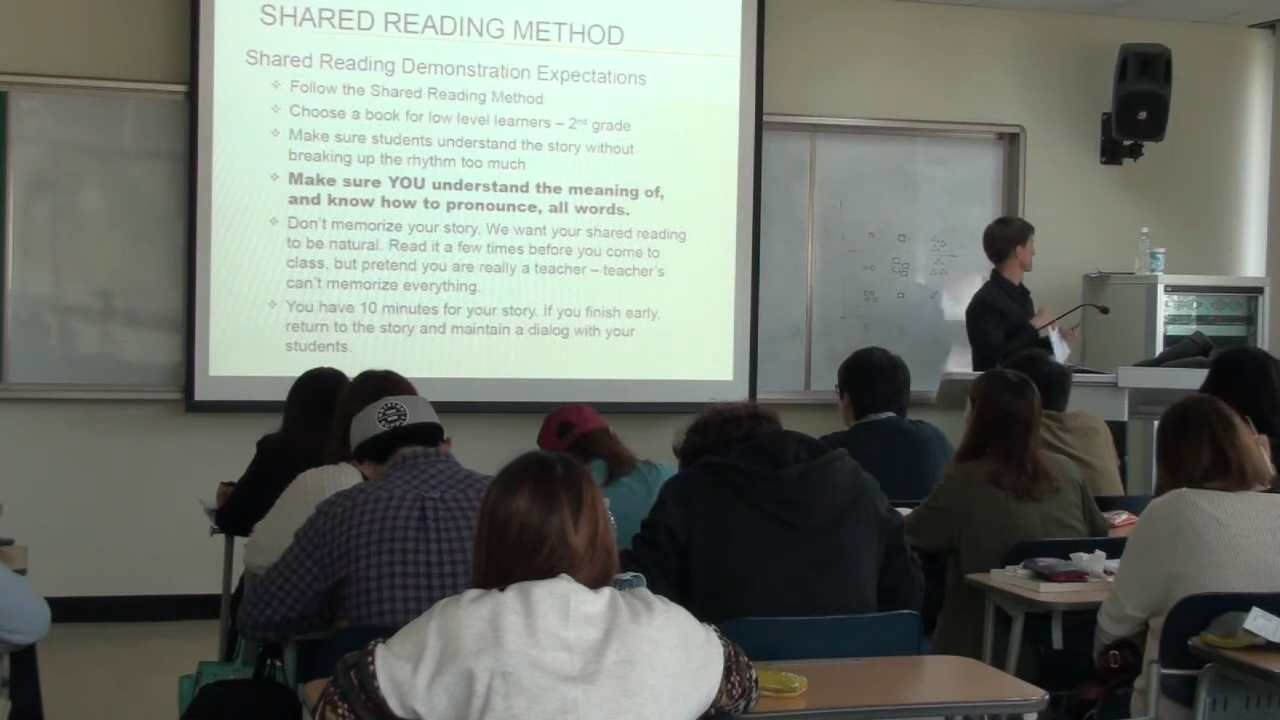 SHARED READING METHOD
Shared Reading Demonstration Expectations
Follow the Shared Reading Method
Choose a book for low level learners – 2nd grade
Make sure students understand the story without
breaking up the rhythm too much
Make sure YOU understand the meaning of,
and know how to pronounce, all words.
Don't memorize your story. We want your shared reading
to be natural. Read it a few times before you come to
class, but pretend you are really a teacher – teacher's
can't memorize everything.
You have 10 minutes for your story. If you finish early,
return to the story and maintain a dialog with your
students.